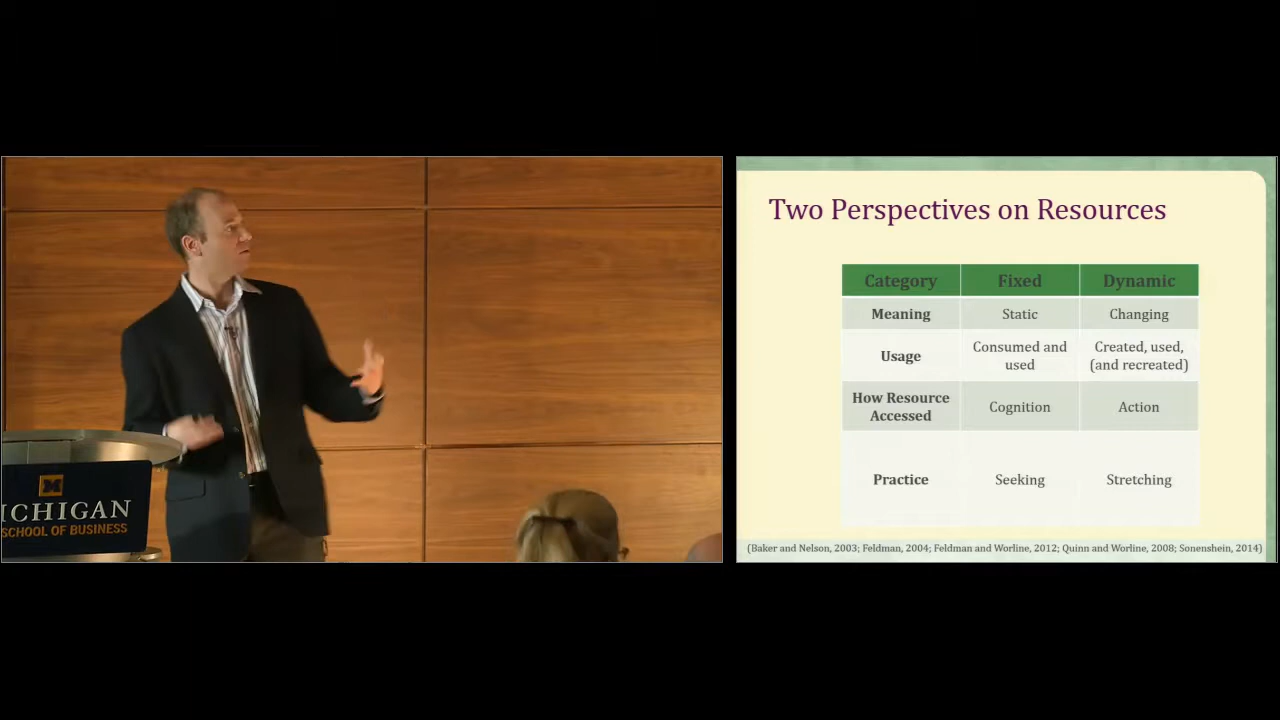 ICHIGAN
SCHOOL OF BUSINESS
Two Perspectives on Resources
Category Fixed Dynamic
Meaning Static Changing
Usage Consumed and used Created, used, (and recreated)
How Resource Accessed Cognition Action
Practice Seeking Stretching
(Baker and Nelson, 2003; Feldman, 2004; Feldman and Worline, 2012; Quinn and Worline, 2008; Sonenshein, 2014)